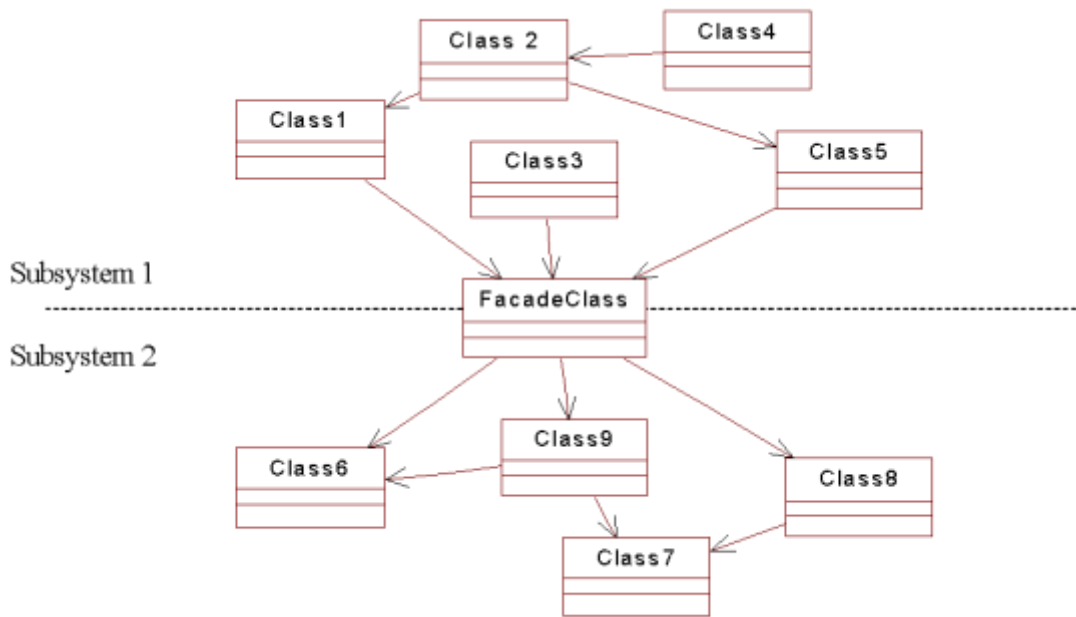 Class 2
Class4
Class1
Class3
Class5
Subsystem 1
FacadeClass
Subsystem 2
Class9
Class6
Class8
Class7